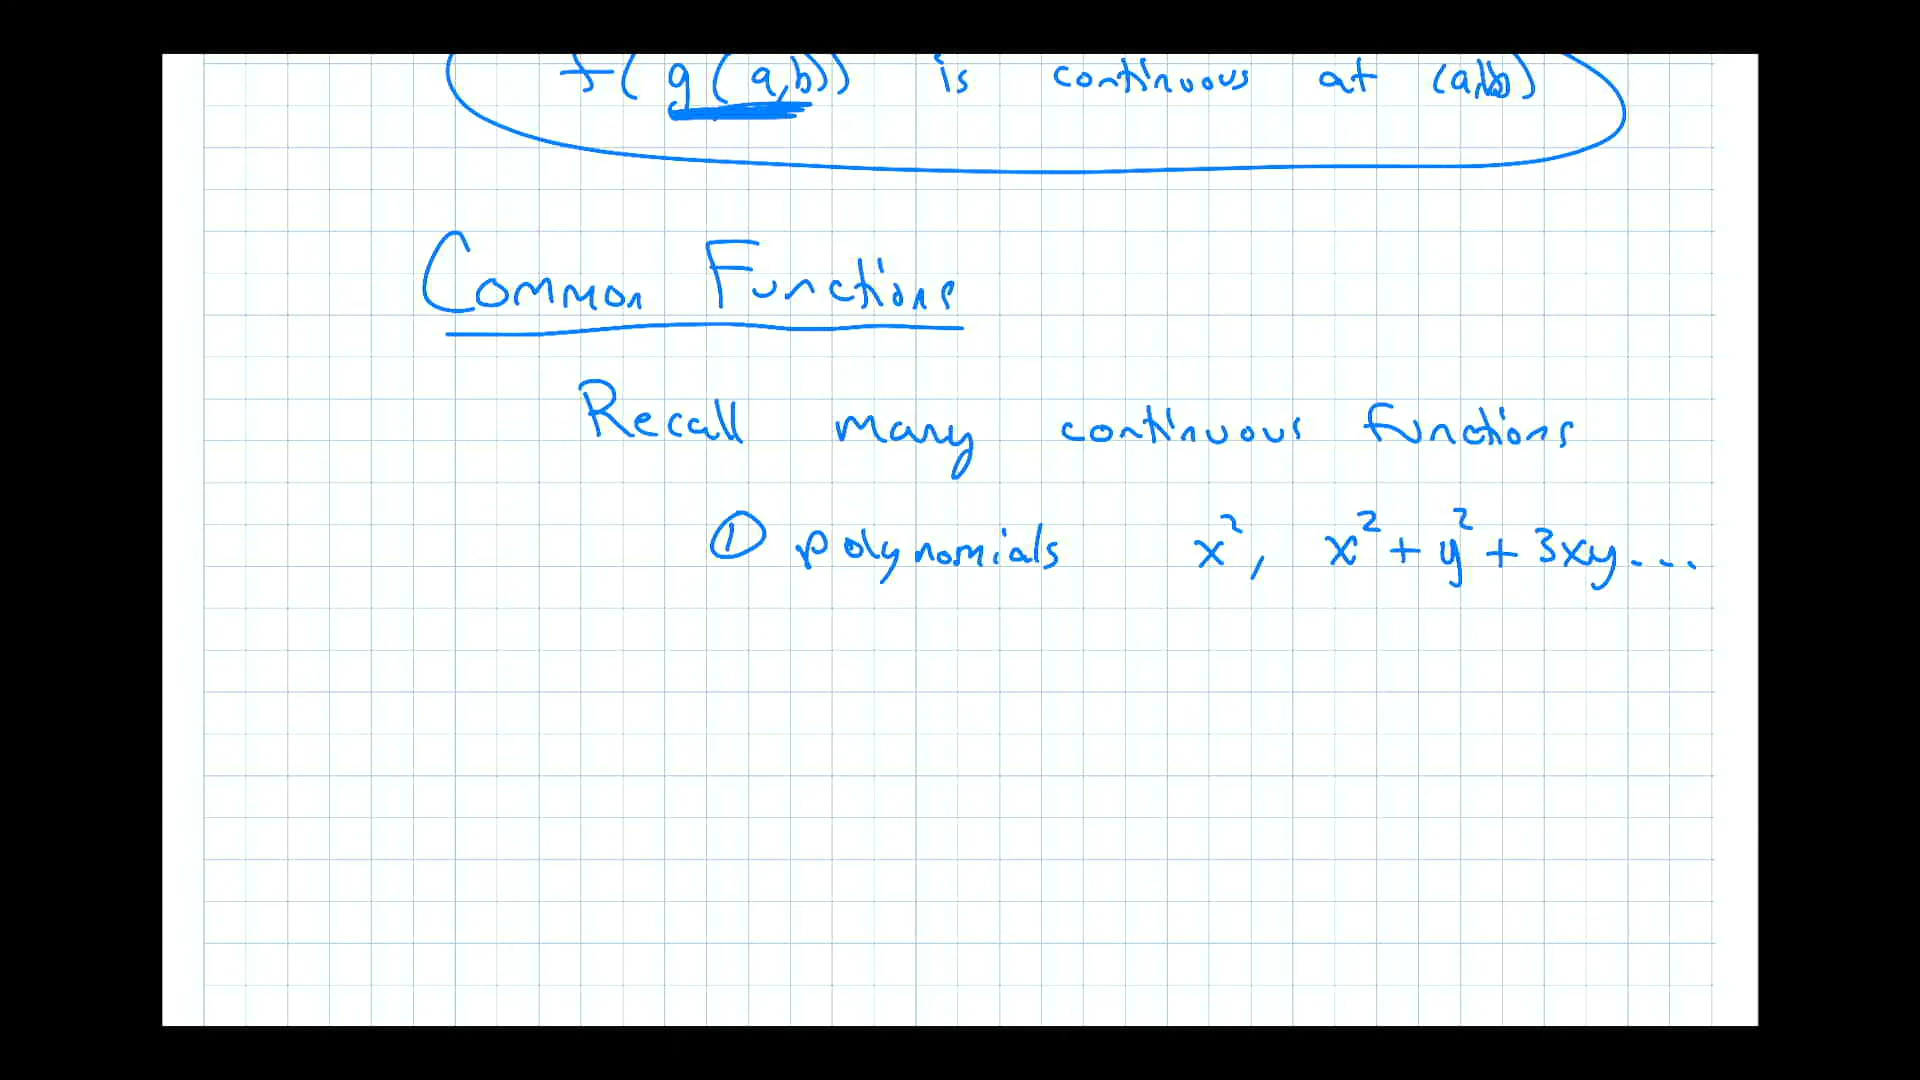 f(g(a,b)) is continuous at (a,b)
Common Functions
Recall many continuous functions
① polynomials x², x² + y² + 3xy...